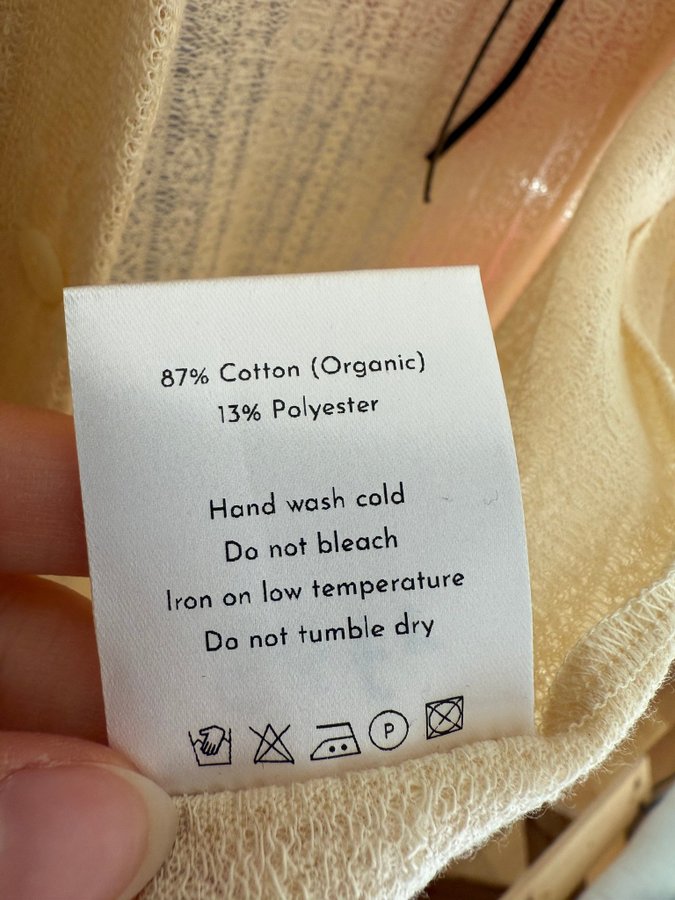 87% Cotton (Organic)
13% Polyester
Hand wash cold
Do not bleach
Iron on low temperature
Do not tumble dry
P